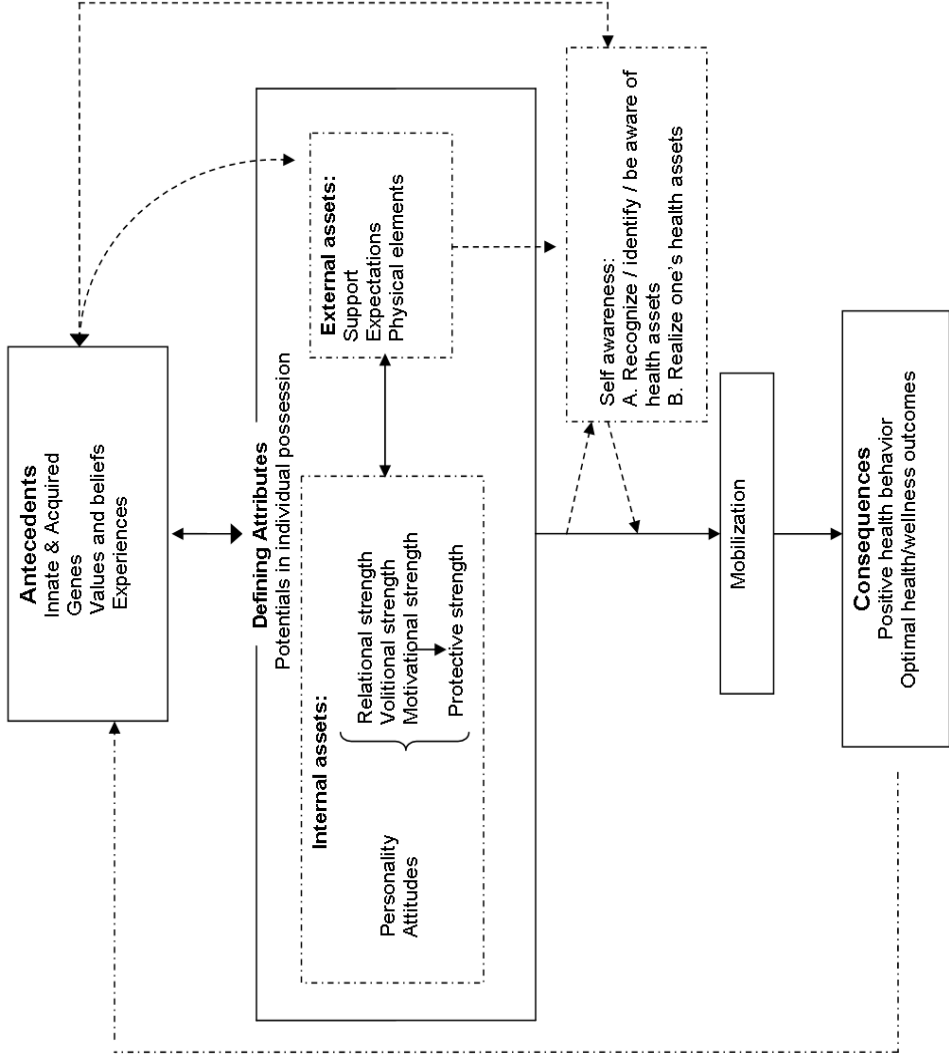 Antecedents
Innate & Acquired
Genes
Values and beliefs
Experiences
Defining Attributes
Potentials in individual possession
Internal assets:
Personality
Attitudes
Relational strength
Volitional strength
Motivational strength
Protective strength
External assets:
Support
Expectations
Physical elements
Self awareness:
A. Recognize / identify / be aware of
health assets
B. Realize one's health assets
Mobilization
Consequences
Positive health behavior
Optimal health/wellness outcomes